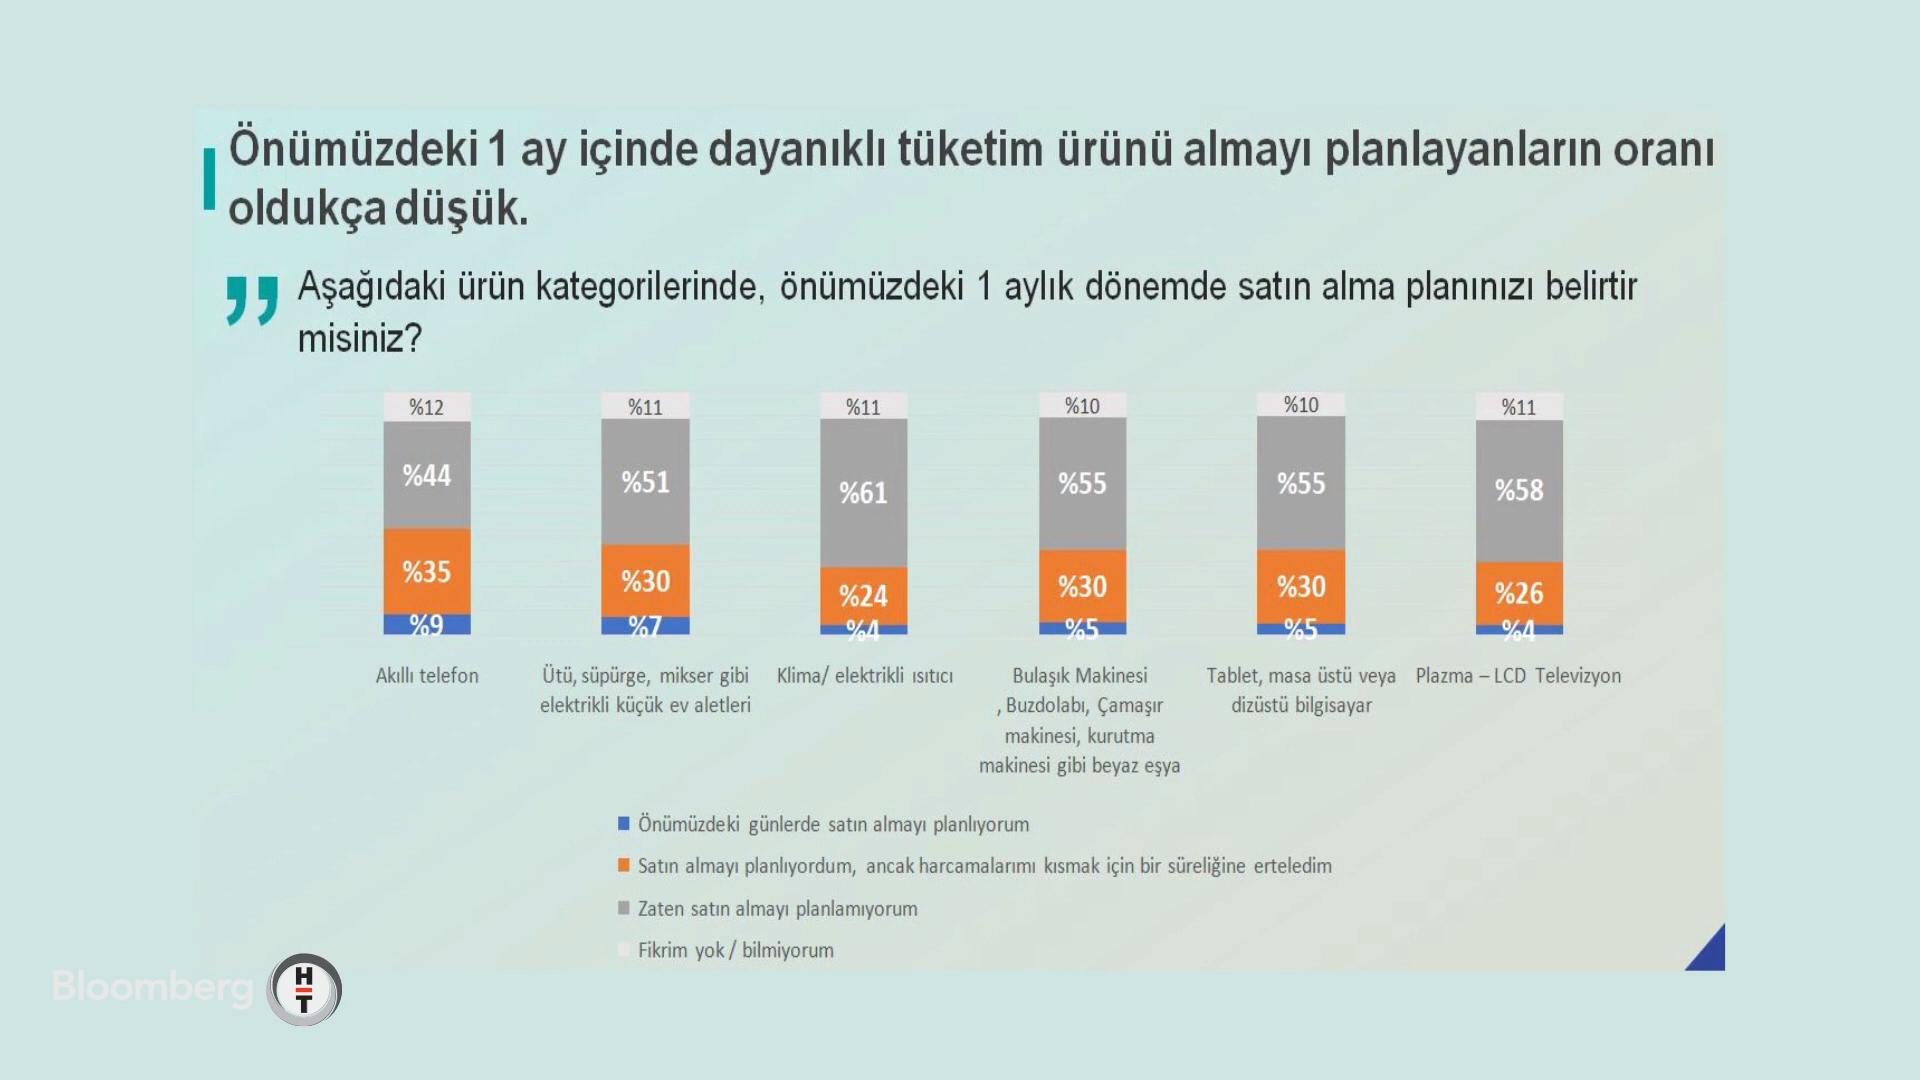 Önümüzdeki 1 ay içinde dayanıklı tüketim ürünü almayı planlayanların oranı
oldukça düşük.
Aşağıdaki ürün kategorilerinde, önümüzdeki 1 aylık dönemde satın alma planınızı belirtir
misiniz?
%12 %11 %11 %10 %10 %11
%44 %51 %61 %55 %55 %58
%35 %30 %24 %30 %30 %26
%9 %7 %4 %5 %5 %4
Akıllı telefon
Ütü, süpürge, mikser gibi
elektrikli küçük ev aletleri
Klima/ elektrikli ısıtıcı
Bulaşık Makinesi
, Buzdolabı, Çamaşır
makinesi, kurutma
makinesi gibi beyaz eşya
Tablet, masa üstü veya
dizüstü bilgisayar
Plazma – LCD Televizyon
Önümüzdeki günlerde satın almayı planlıyorum
Satın almayı planlıyordum, ancak harcamalarımı kısmak için bir süreliğine erteledim
Zaten satın almayı planlamıyorum
Fikrim yok / bilmiyorum
Bloomberg
H
T